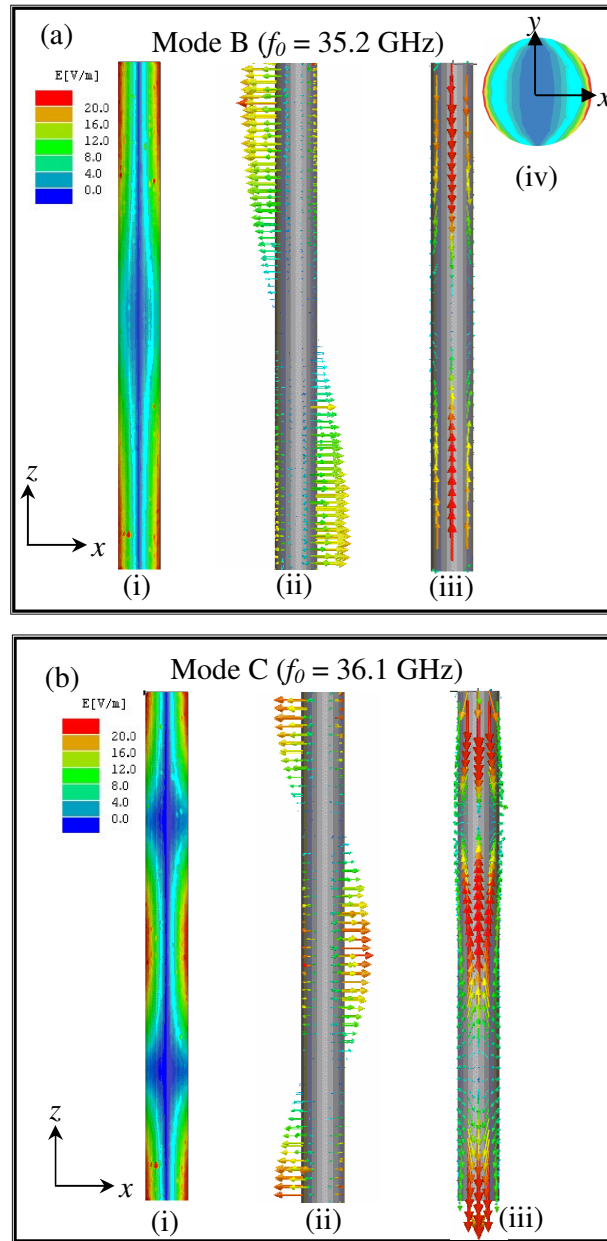 (a)
Mode B (f0 = 35.2 GHz)
E[V/m]
20.0
16.0
12.0
8.0
4.0
0.0
y
x
(iv)
z
x
(i)
(ii)
(iii)
(b)
Mode C (f0 = 36.1 GHz)
E[V/m]
20.0
16.0
12.0
8.0
4.0
0.0
z
x
(i)
(ii)
(iii)